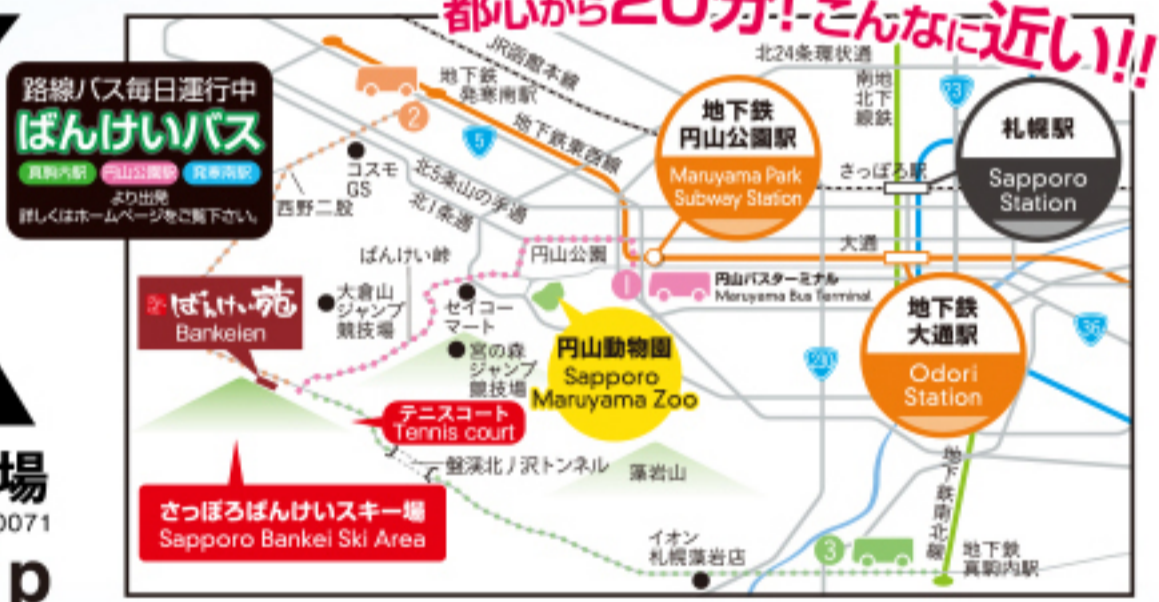 都心から20分!こんなに近い!!
路線バス毎日運行中
ばんけいバス
真駒内駅 円山公園駅 発寒南駅
より出発
詳しくはホームページをご覧下さい。
JR函館本線
北24条環状通
地下鉄
発寒南駅
2
5
地下鉄東西線
南北線
地下鉄
地下鉄
円山公園駅
Maruyama Park
Subway Station
札幌駅
Sapporo
Station
さっぽろ駅
コスモ
GS
西野二股
北5条山の手通
北1条通
大通
ばんけい峠
円山公園
1
円山バスターミナル
Maruyama Bus Terminal
ばんけい苑
Bankeien
大倉山
ジャンプ
競技場
セイコー
マート
宮の森
ジャンプ
競技場
円山動物園
Sapporo
Maruyama Zoo
地下鉄
大通駅
Odori
Station
36
テニスコート
Tennis court
盤渓北ノ沢トンネル
藻岩山
さっぽろばんけいスキー場
Sapporo Bankei Ski Area
イオン
札幌藻岩店
3
地下鉄南北線
地下鉄
真駒内駅
場
0071
p